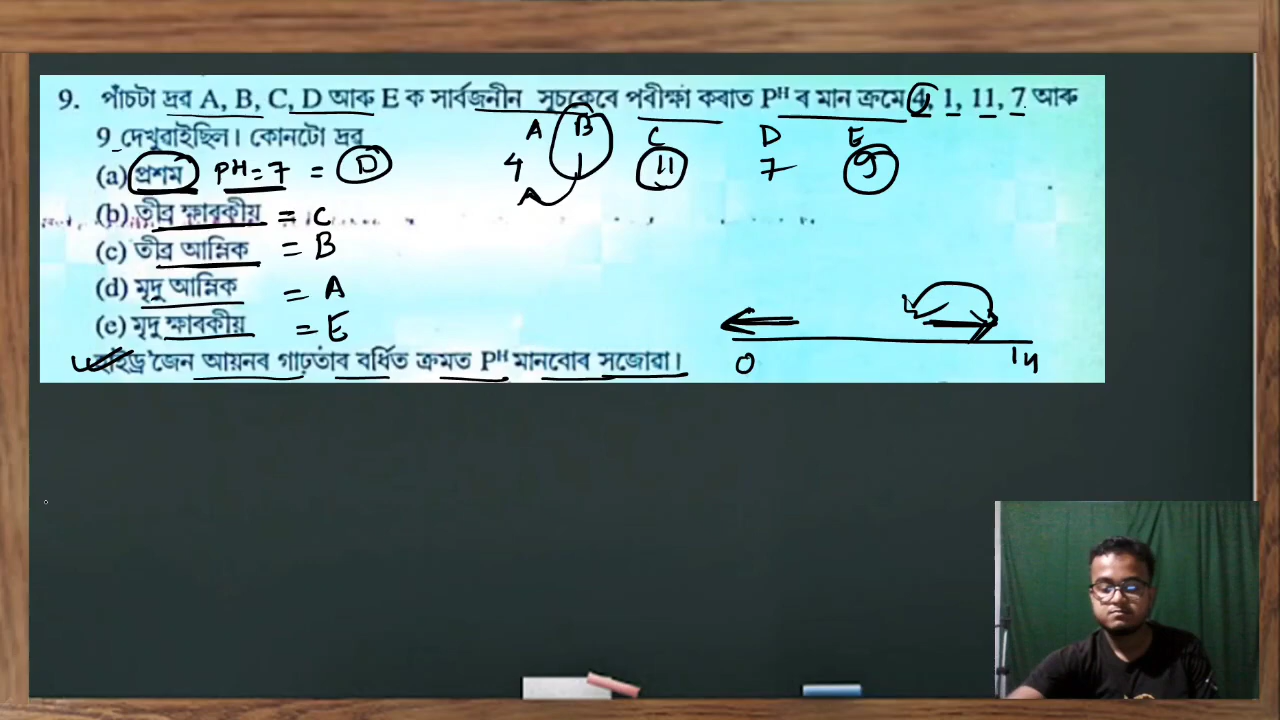 9. পাঁচটা দ্ৰৱ A, B, C, D আৰু E ক সাৰ্বজনীন সূচকেৰে পৰীক্ষা কৰাত Pᴴ ৰ মান ক্ৰমে 4, 1, 11, 7 আৰু
9 দেখুৱাইছিল। কোনটো দ্ৰৱ
A B C D E
4 1 11 7 9
A
(a) প্ৰশম PH = 7 = D
(b) তীব্ৰ ক্ষাৰকীয় = C
(c) তীব্ৰ আম্লিক = B
(d) মৃদু আম্লিক = A
(e) মৃদু ক্ষাৰকীয় = E
হাইড্ৰ'জেন আয়নৰ গাঢ়তাৰ বৰ্ধিত ক্ৰমত Pᴴ মানবোৰ সজোৱা।
0 14